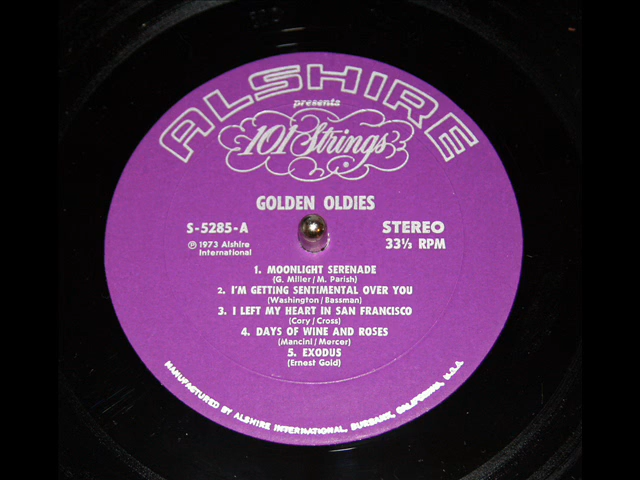 ALSHIRE
presents
101 Strings
GOLDEN OLDIES
S-5285-A
℗ 1973 Alshire
International
STEREO
33⅓ RPM
1. MOONLIGHT SERENADE
(G. Miller/M. Parish)
2. I'M GETTING SENTIMENTAL OVER YOU
(Washington/Bassman)
3. I LEFT MY HEART IN SAN FRANCISCO
(Cory/Cross)
4. DAYS OF WINE AND ROSES
(Mancini/Mercer)
5. EXODUS
(Ernest Gold)
MANUFACTURED BY ALSHIRE INTERNATIONAL, BURBANK, CALIFORNIA, U.S.A.